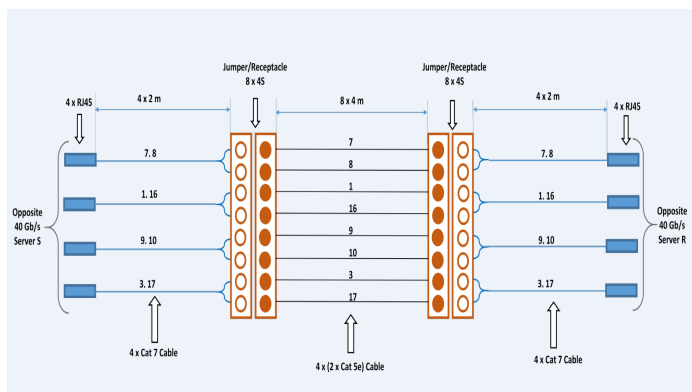 Jumper/Receptacle
8 x 4S
Jumper/Receptacle
8 x 4S
4 x RJ45
4 x 2 m
8 x 4 m
4 x 2 m
4 x RJ45
7. 8
1. 16
9. 10
3. 17
7
8
1
16
9
10
3
17
7. 8
1. 16
9. 10
3. 17
Opposite
40 Gb/s
Server S
Opposite
40 Gb/s
Server R
4 x Cat 7 Cable
4 x (2 x Cat 5e) Cable
4 x Cat 7 Cable